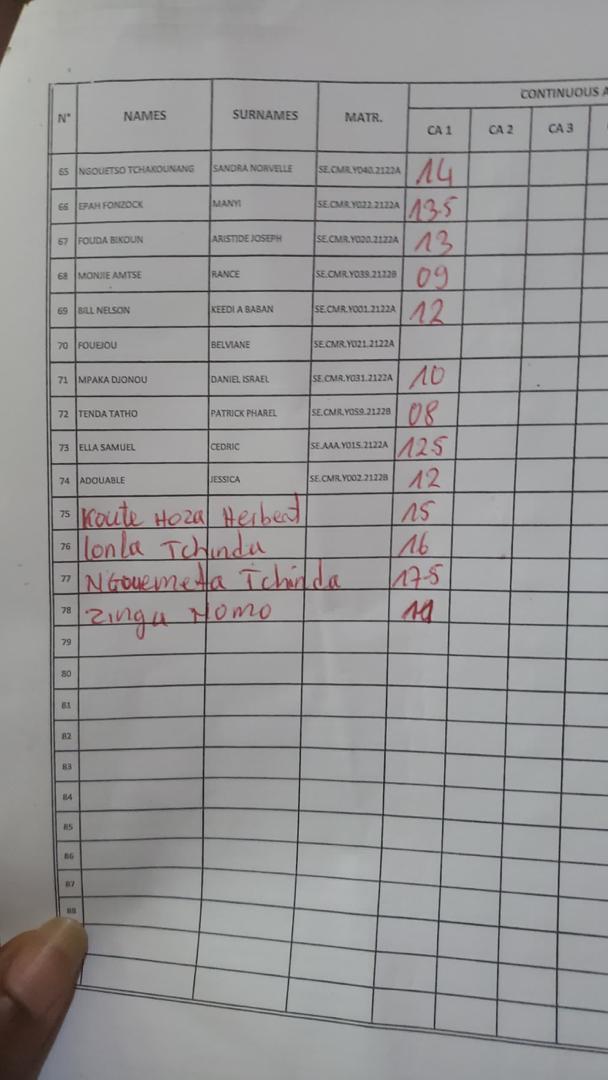 CONTINUOUS A
N° NAMES SURNAMES MATR. CA 1 CA 2 CA 3
65 NGOUETSO TCHAKOUNANG SANDRA NORVELLE SE.CMR.Y040.2122A 14
66 EPAH FONZOCK MANYI SE.CMR.Y022.2122A 13.5
67 FOUDA BIKOUN ARISTIDE JOSEPH SE.CMR.Y020.2122A 13
68 MONJIE AMTSE RANCE SE.CMR.Y039.2122B 09
69 BILL NELSON KEEDI A BABAN SE.CMR.Y001.2122A 12
70 FOUEJOU BELVIANE SE.CMR.Y021.2122A
71 MPAKA DJONOU DANIEL ISRAEL SE.CMR.Y031.2122A 10
72 TENDA TATHO PATRICK PHAREL SE.CMR.Y059.2122B 08
73 ELLA SAMUEL CEDRIC SE.AAA.Y015.2122A 12.5
74 ADOUABLE JESSICA SE.CMR.Y002.2122B 12
75 Koute Hoza Herbert 15
76 lonla Tchinda 16
77 NGouemeta Tchinda 17.5
78 Zinga Nomo
79
80
81
82
83
84
85
86
87
88